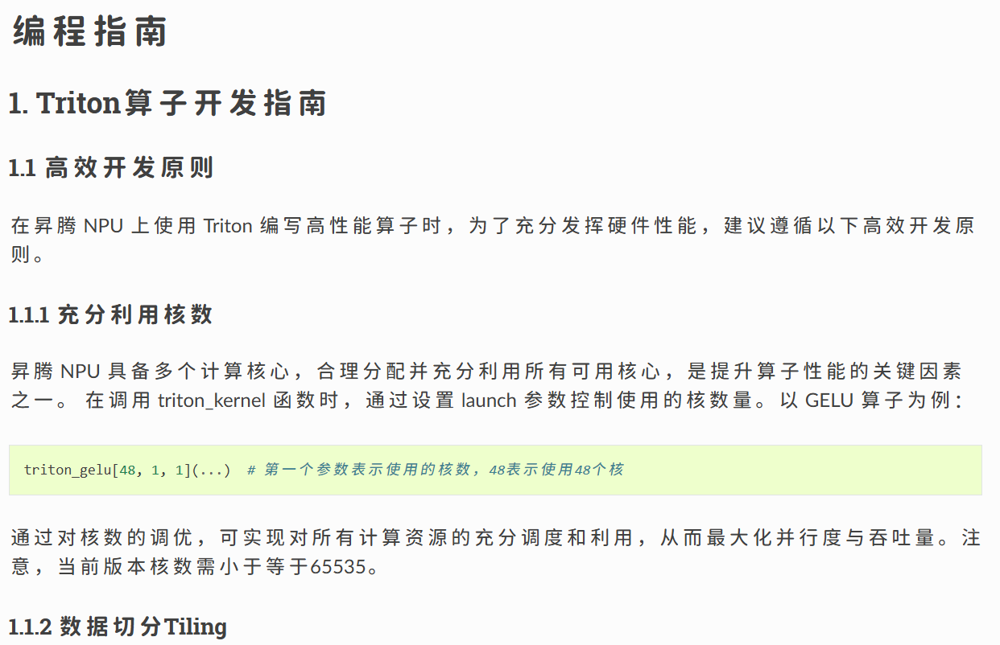 编程指南
1. Triton算子开发指南
1.1 高效开发原则
在昇腾 NPU 上使用 Triton 编写高性能算子时，为了充分发挥硬件性能，建议遵循以下高效开发原
则。
1.1.1 充分利用核数
昇腾 NPU 具备多个计算核心，合理分配并充分利用所有可用核心，是提升算子性能的关键因素
之一。 在调用 triton_kernel 函数时，通过设置 launch 参数控制使用的核数量。以 GELU 算子为例：
triton_gelu[48, 1, 1](...)  # 第一个参数表示使用的核数，48表示使用48个核
通过对核数的调优，可实现对所有计算资源的充分调度和利用，从而最大化并行度与吞吐量。注
意，当前版本核数需小于等于65535。
1.1.2 数据切分Tiling